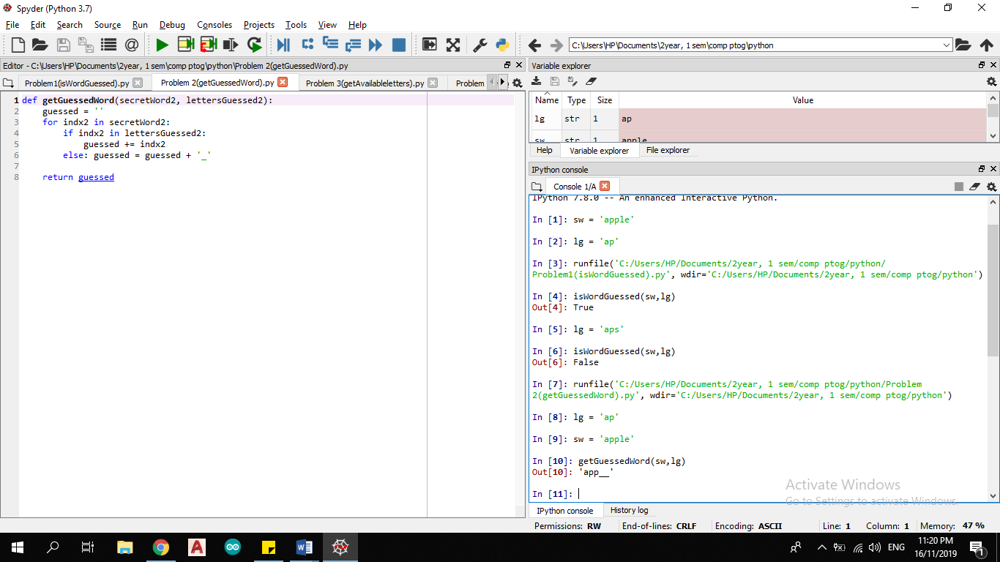 Spyder (Python 3.7)
File Edit Search Source Run Debug Consoles Projects Tools View Help
C:\Users\HP\Documents\2year, 1 sem\comp ptog\python
Editor - C:\Users\HP\Documents\2year, 1 sem\comp ptog\python\Problem 2(getGuessedWord).py
Problem1(isWordGuessed).py Problem 2(getGuessedWord).py Problem 3(getAvailableletters).py Problem
1 def getGuessedWord(secretWord2, lettersGuessed2):
2 guessed = ''
3 for indx2 in secretWord2:
4 if indx2 in lettersGuessed2:
5 guessed += indx2
6 else: guessed = guessed + '_'
7
8 return guessed
Variable explorer
Name Type Size Value
lg str 1 ap
sw str 1 apple
Help Variable explorer File explorer
IPython console
Console 1/A
IPython 7.8.0 -- An enhanced Interactive Python.
In [1]: sw = 'apple'
In [2]: lg = 'ap'
In [3]: runfile('C:/Users/HP/Documents/2year, 1 sem/comp ptog/python/
Problem1(isWordGuessed).py', wdir='C:/Users/HP/Documents/2year, 1 sem/comp ptog/python')
In [4]: isWordGuessed(sw,lg)
Out[4]: True
In [5]: lg = 'aps'
In [6]: isWordGuessed(sw,lg)
Out[6]: False
In [7]: runfile('C:/Users/HP/Documents/2year, 1 sem/comp ptog/python/Problem
2(getGuessedWord).py', wdir='C:/Users/HP/Documents/2year, 1 sem/comp ptog/python')
In [8]: lg = 'ap'
In [9]: sw = 'apple'
In [10]: getGuessedWord(sw,lg)
Out[10]: 'app__'
In [11]:
Activate Windows
Go to Settings to activate Windows.
IPython console History log
Permissions: RW End-of-lines: CRLF Encoding: ASCII Line: 1 Column: 1 Memory: 47 %
ENG 11:20 PM
16/11/2019
1